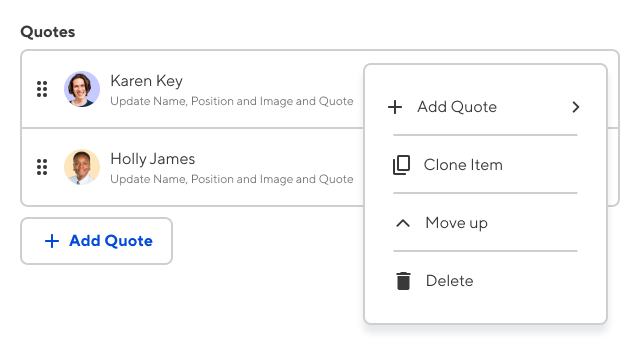 Quotes
Karen Key
Update Name, Position and Image and Quote
Holly James
Update Name, Position and Image and Quote
Add Quote
Add Quote
Clone Item
Move up
Delete